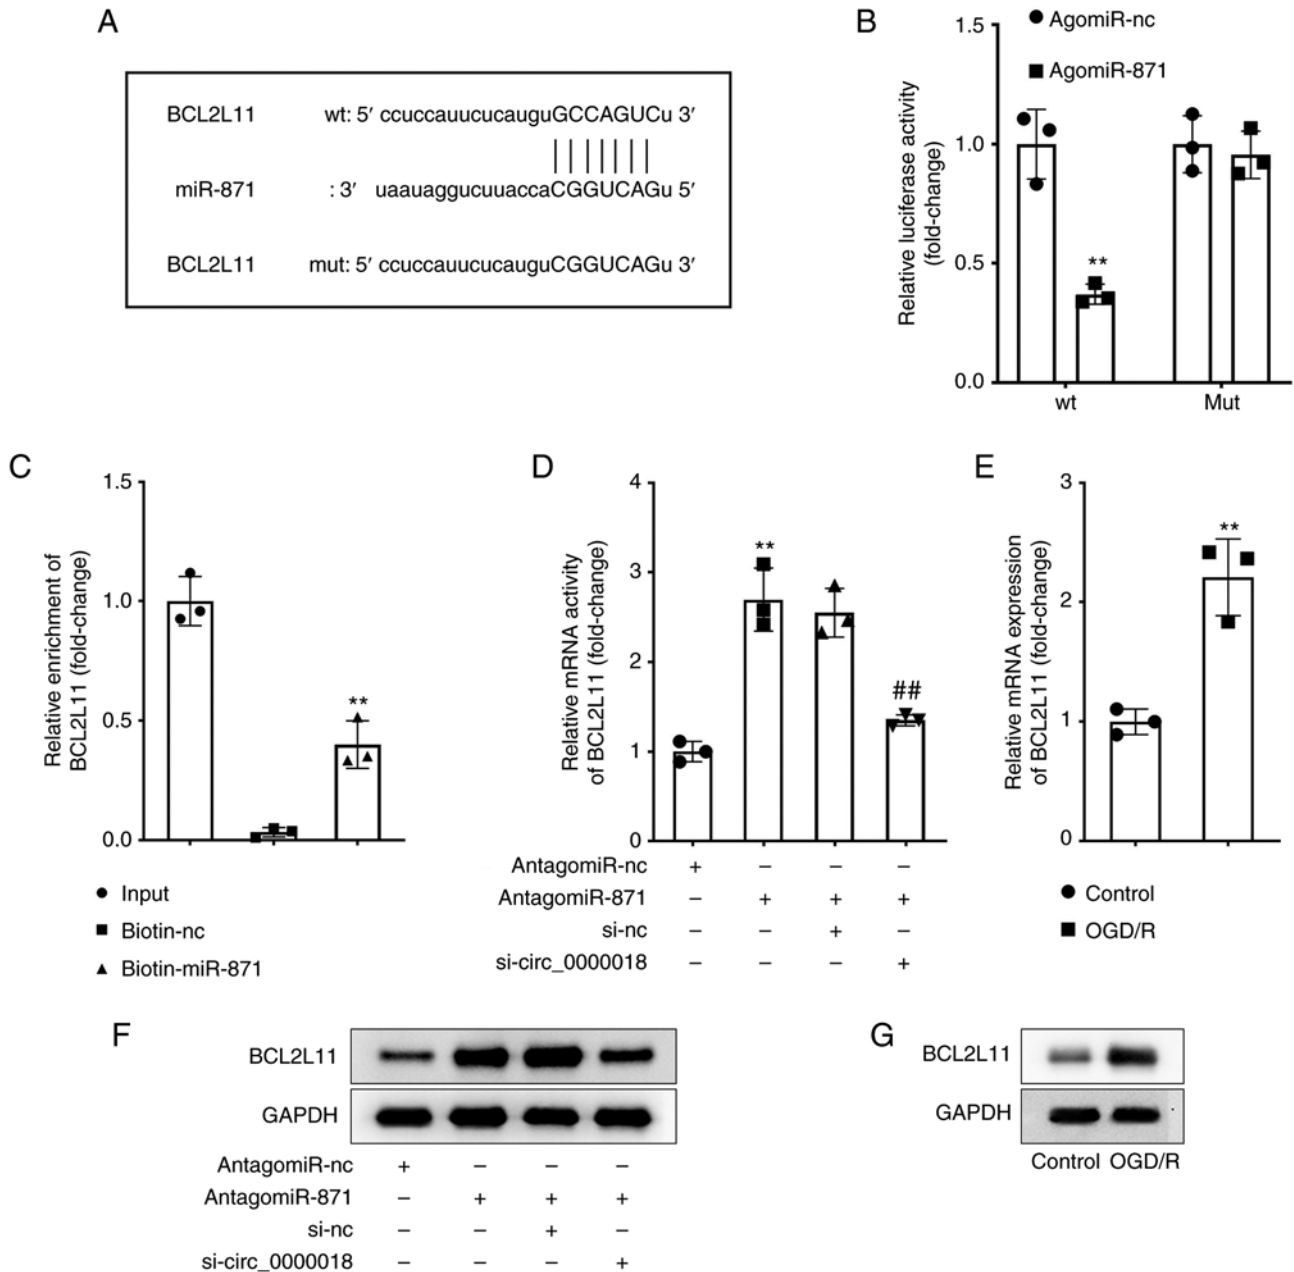 A
BCL2L11 wt: 5′ ccuccauucucauguGCCAGUCu 3′
miR-871 : 3′ uaauaggucuuaccaCGGUCAGu 5′
BCL2L11 mut: 5′ ccuccauucucauguCGGUCAGu 3′
B
AgomiR-nc
AgomiR-871
Relative luciferase activity
(fold-change)
1.5
1.0
0.5
0.0
**
wt Mut
C
Relative enrichment of
BCL2L11 (fold-change)
1.5
1.0
0.5
0.0
**
Input
Biotin-nc
Biotin-miR-871
D
Relative mRNA activity
of BCL2L11 (fold-change)
4
3
2
1
0
**
##
AntagomiR-nc + − − −
AntagomiR-871 − + + +
si-nc − − + −
si-circ_0000018 − − − +
E
Relative mRNA expression
of BCL2L11 (fold-change)
3
2
1
0
**
Control
OGD/R
F
BCL2L11
GAPDH
AntagomiR-nc + − − −
AntagomiR-871 − + + +
si-nc − − + −
si-circ_0000018 − − − +
G
BCL2L11
GAPDH
Control OGD/R